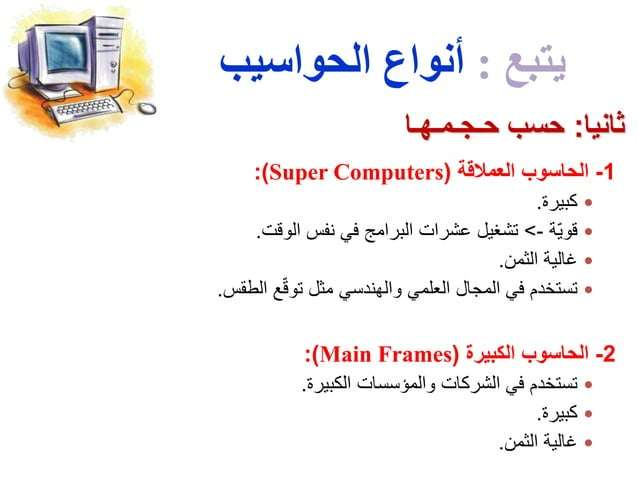 يتبع : أنواع الحواسيب
ثانيا: حسب حـجـمـهـا
1- الحاسوب العملاقة (Super Computers):
• كبيرة.
• قويّة -> تشغيل عشرات البرامج في نفس الوقت.
• غالية الثمن.
• تستخدم في المجال العلمي والهندسي مثل توقّع الطقس.
2- الحاسوب الكبيرة (Main Frames):
• تستخدم في الشركات والمؤسسات الكبيرة.
• كبيرة.
• غالية الثمن.